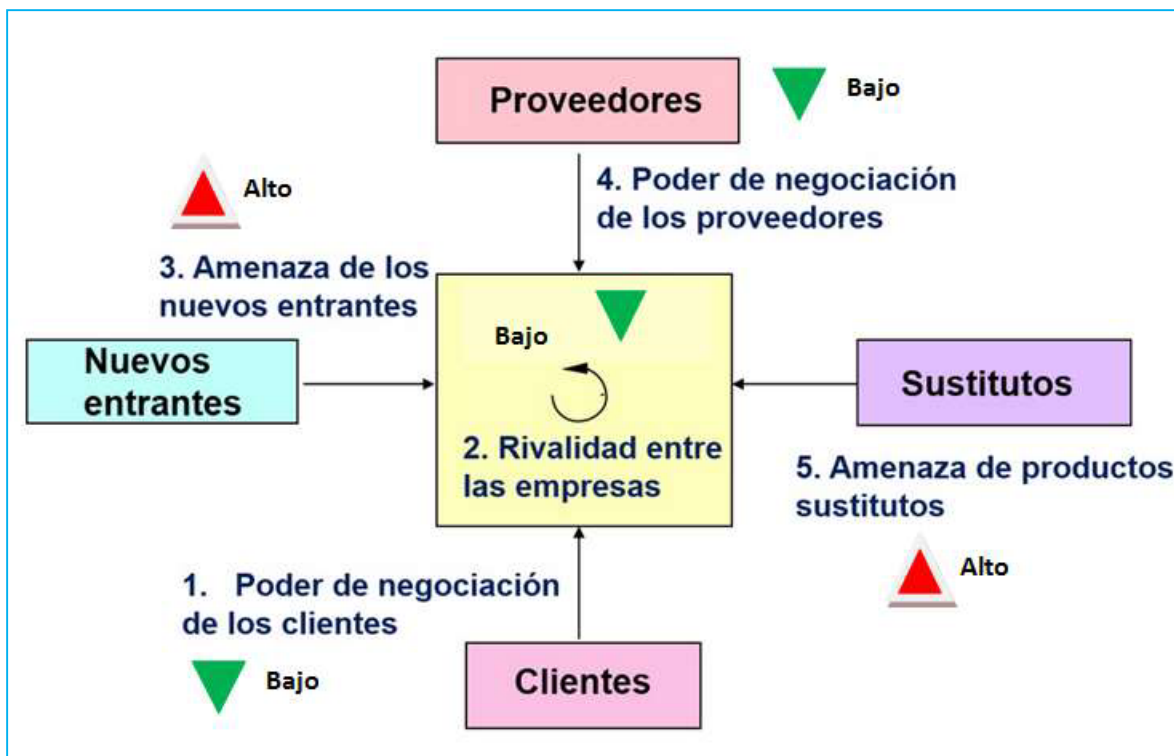 Proveedores
Bajo
Alto
4. Poder de negociación
de los proveedores
3. Amenaza de los
nuevos entrantes
Bajo
Nuevos
entrantes
Sustitutos
2. Rivalidad entre
las empresas
5. Amenaza de productos
sustitutos
Alto
1. Poder de negociación
de los clientes
Bajo
Clientes